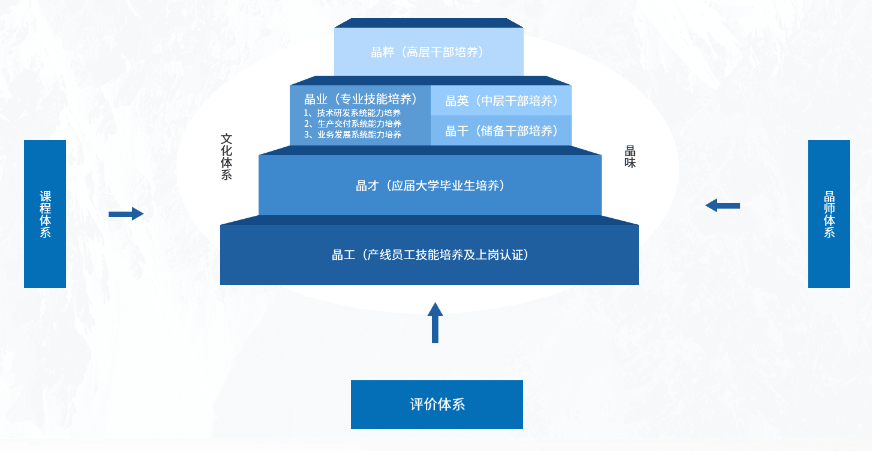 晶粹（高层干部培养）
晶业（专业技能培养）
1、技术研发系统能力培养
2、生产交付系统能力培养
3、业务发展系统能力培养
晶英（中层干部培养）
晶干（储备干部培养）
文化体系
晶味
晶才（应届大学毕业生培养）
课程体系
晶师体系
晶工（产线员工技能培养及上岗认证）
评价体系